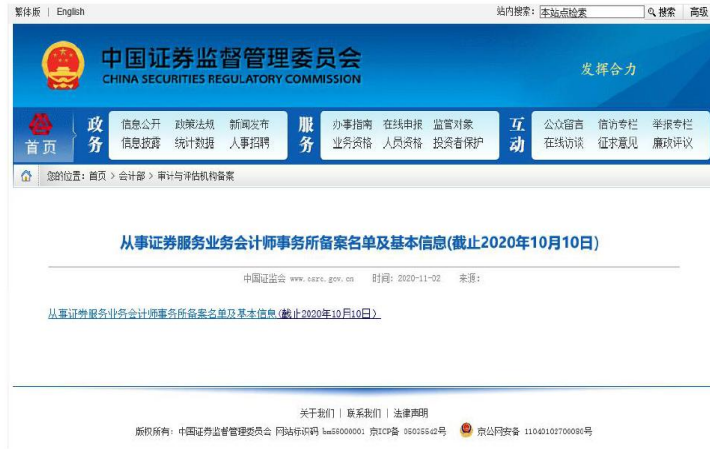 繁体版 | English
站内搜索: 本站点检索 搜索 高级
中国证券监督管理委员会
CHINA SECURITIES REGULATORY COMMISSION
发挥合力
首页
政务
信息公开 政策法规 新闻发布
信息披露 统计数据 人事招聘
服务
办事指南 在线申报 监管对象
业务资格 人员资格 投资者保护
互动
公众留言 信访专栏 举报专栏
在线访谈 征求意见 廉政评议
您的位置: 首页 > 会计部 > 审计与评估机构备案
从事证券服务业务会计师事务所备案名单及基本信息(截止2020年10月10日)
中国证监会 www.csrc.gov.cn 时间: 2020-11-02 来源:
从事证券服务业务会计师事务所备案名单及基本信息(截止2020年10月10日)
关于我们 | 联系我们 | 法律声明
版权所有: 中国证券监督管理委员会 网站标识码 bm56000001 京ICP备 05035542号 京公网安备 11040102700080号